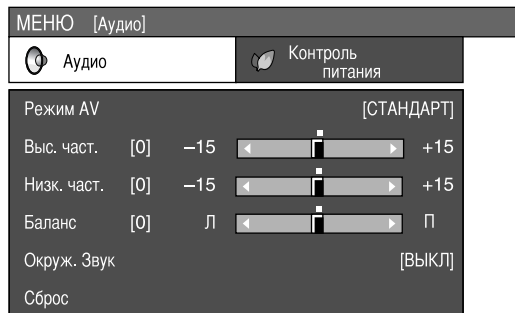 МЕНЮ [Аудио]
Аудио
Контроль
питания
Режим AV [СТАНДАРТ]
Выс. част. [0] –15 +15
Низк. част. [0] –15 +15
Баланс [0] Л П
Окруж. Звук [ВЫКЛ]
Сброс